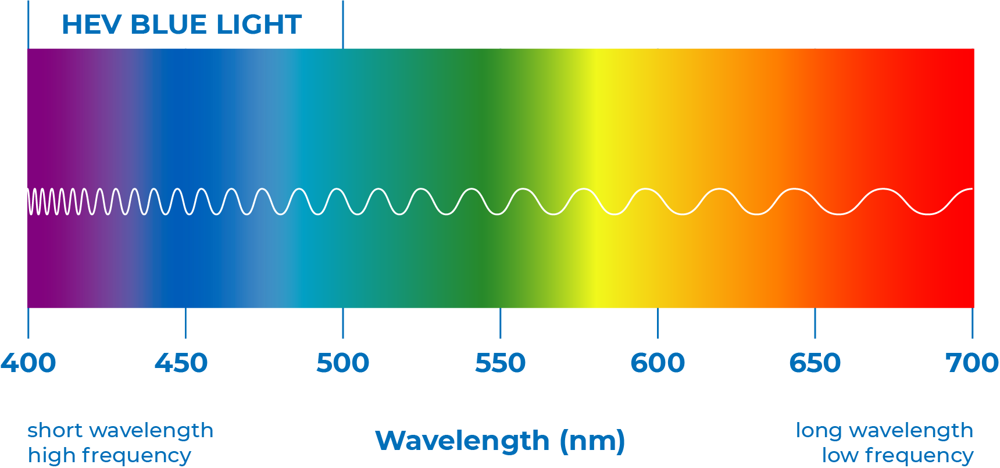 HEV BLUE LIGHT
400 450 500 550 600 650 700
short wavelength
high frequency
Wavelength (nm)
long wavelength
low frequency